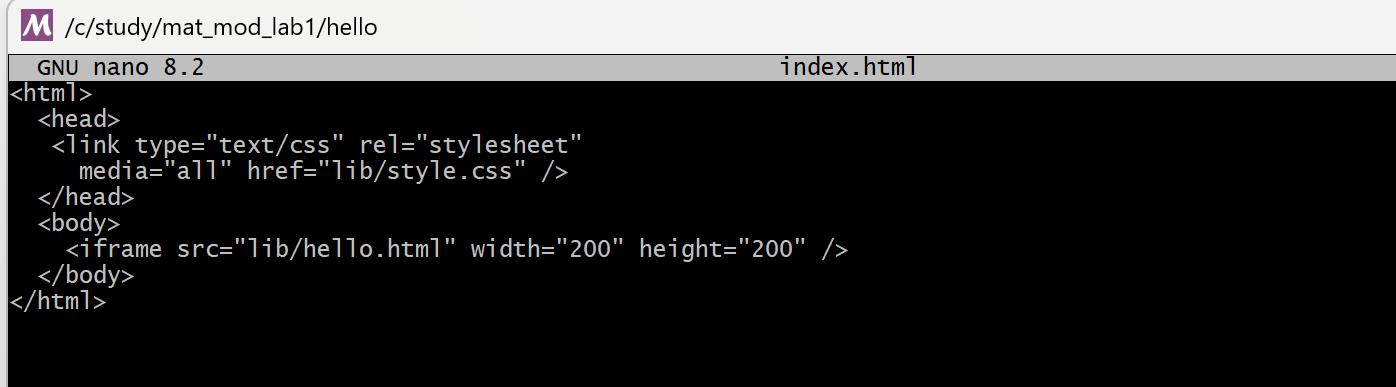 M /c/study/mat_mod_lab1/hello
GNU nano 8.2 index.html
<html>
  <head>
   <link type="text/css" rel="stylesheet"
     media="all" href="lib/style.css" />
  </head>
  <body>
    <iframe src="lib/hello.html" width="200" height="200" />
  </body>
</html>